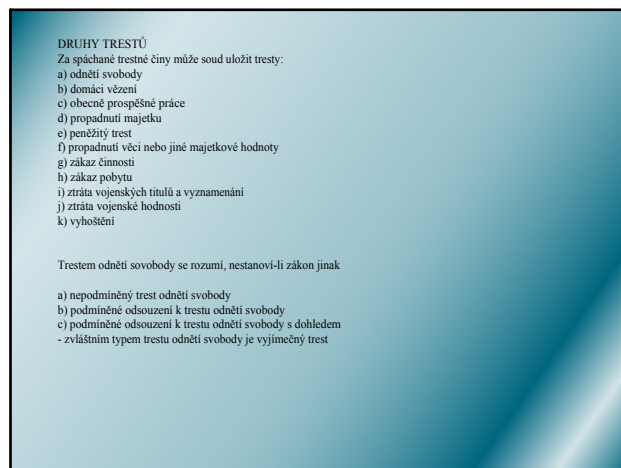 DRUHY TRESTŮ
Za spáchané trestné činy může soud uložit tresty:
a) odnětí svobody
b) domáci vězení
c) obecně prospěšné práce
d) propadnutí majetku
e) peněžitý trest
f) propadnutí věci nebo jiné majetkové hodnoty
g) zákaz činnosti
h) zákaz pobytu
i) ztráta vojenských titulů a vyznamenání
j) ztráta vojenské hodnosti
k) vyhoštění
Trestem odnětí sovobody se rozumí, nestanoví-li zákon jinak
a) nepodmíněný trest odnětí svobody
b) podmíněné odsouzení k trestu odnětí svobody
c) podmíněné odsouzení k trestu odnětí svobody s dohledem
- zvláštním typem trestu odnětí svobody je vyjímečný trest